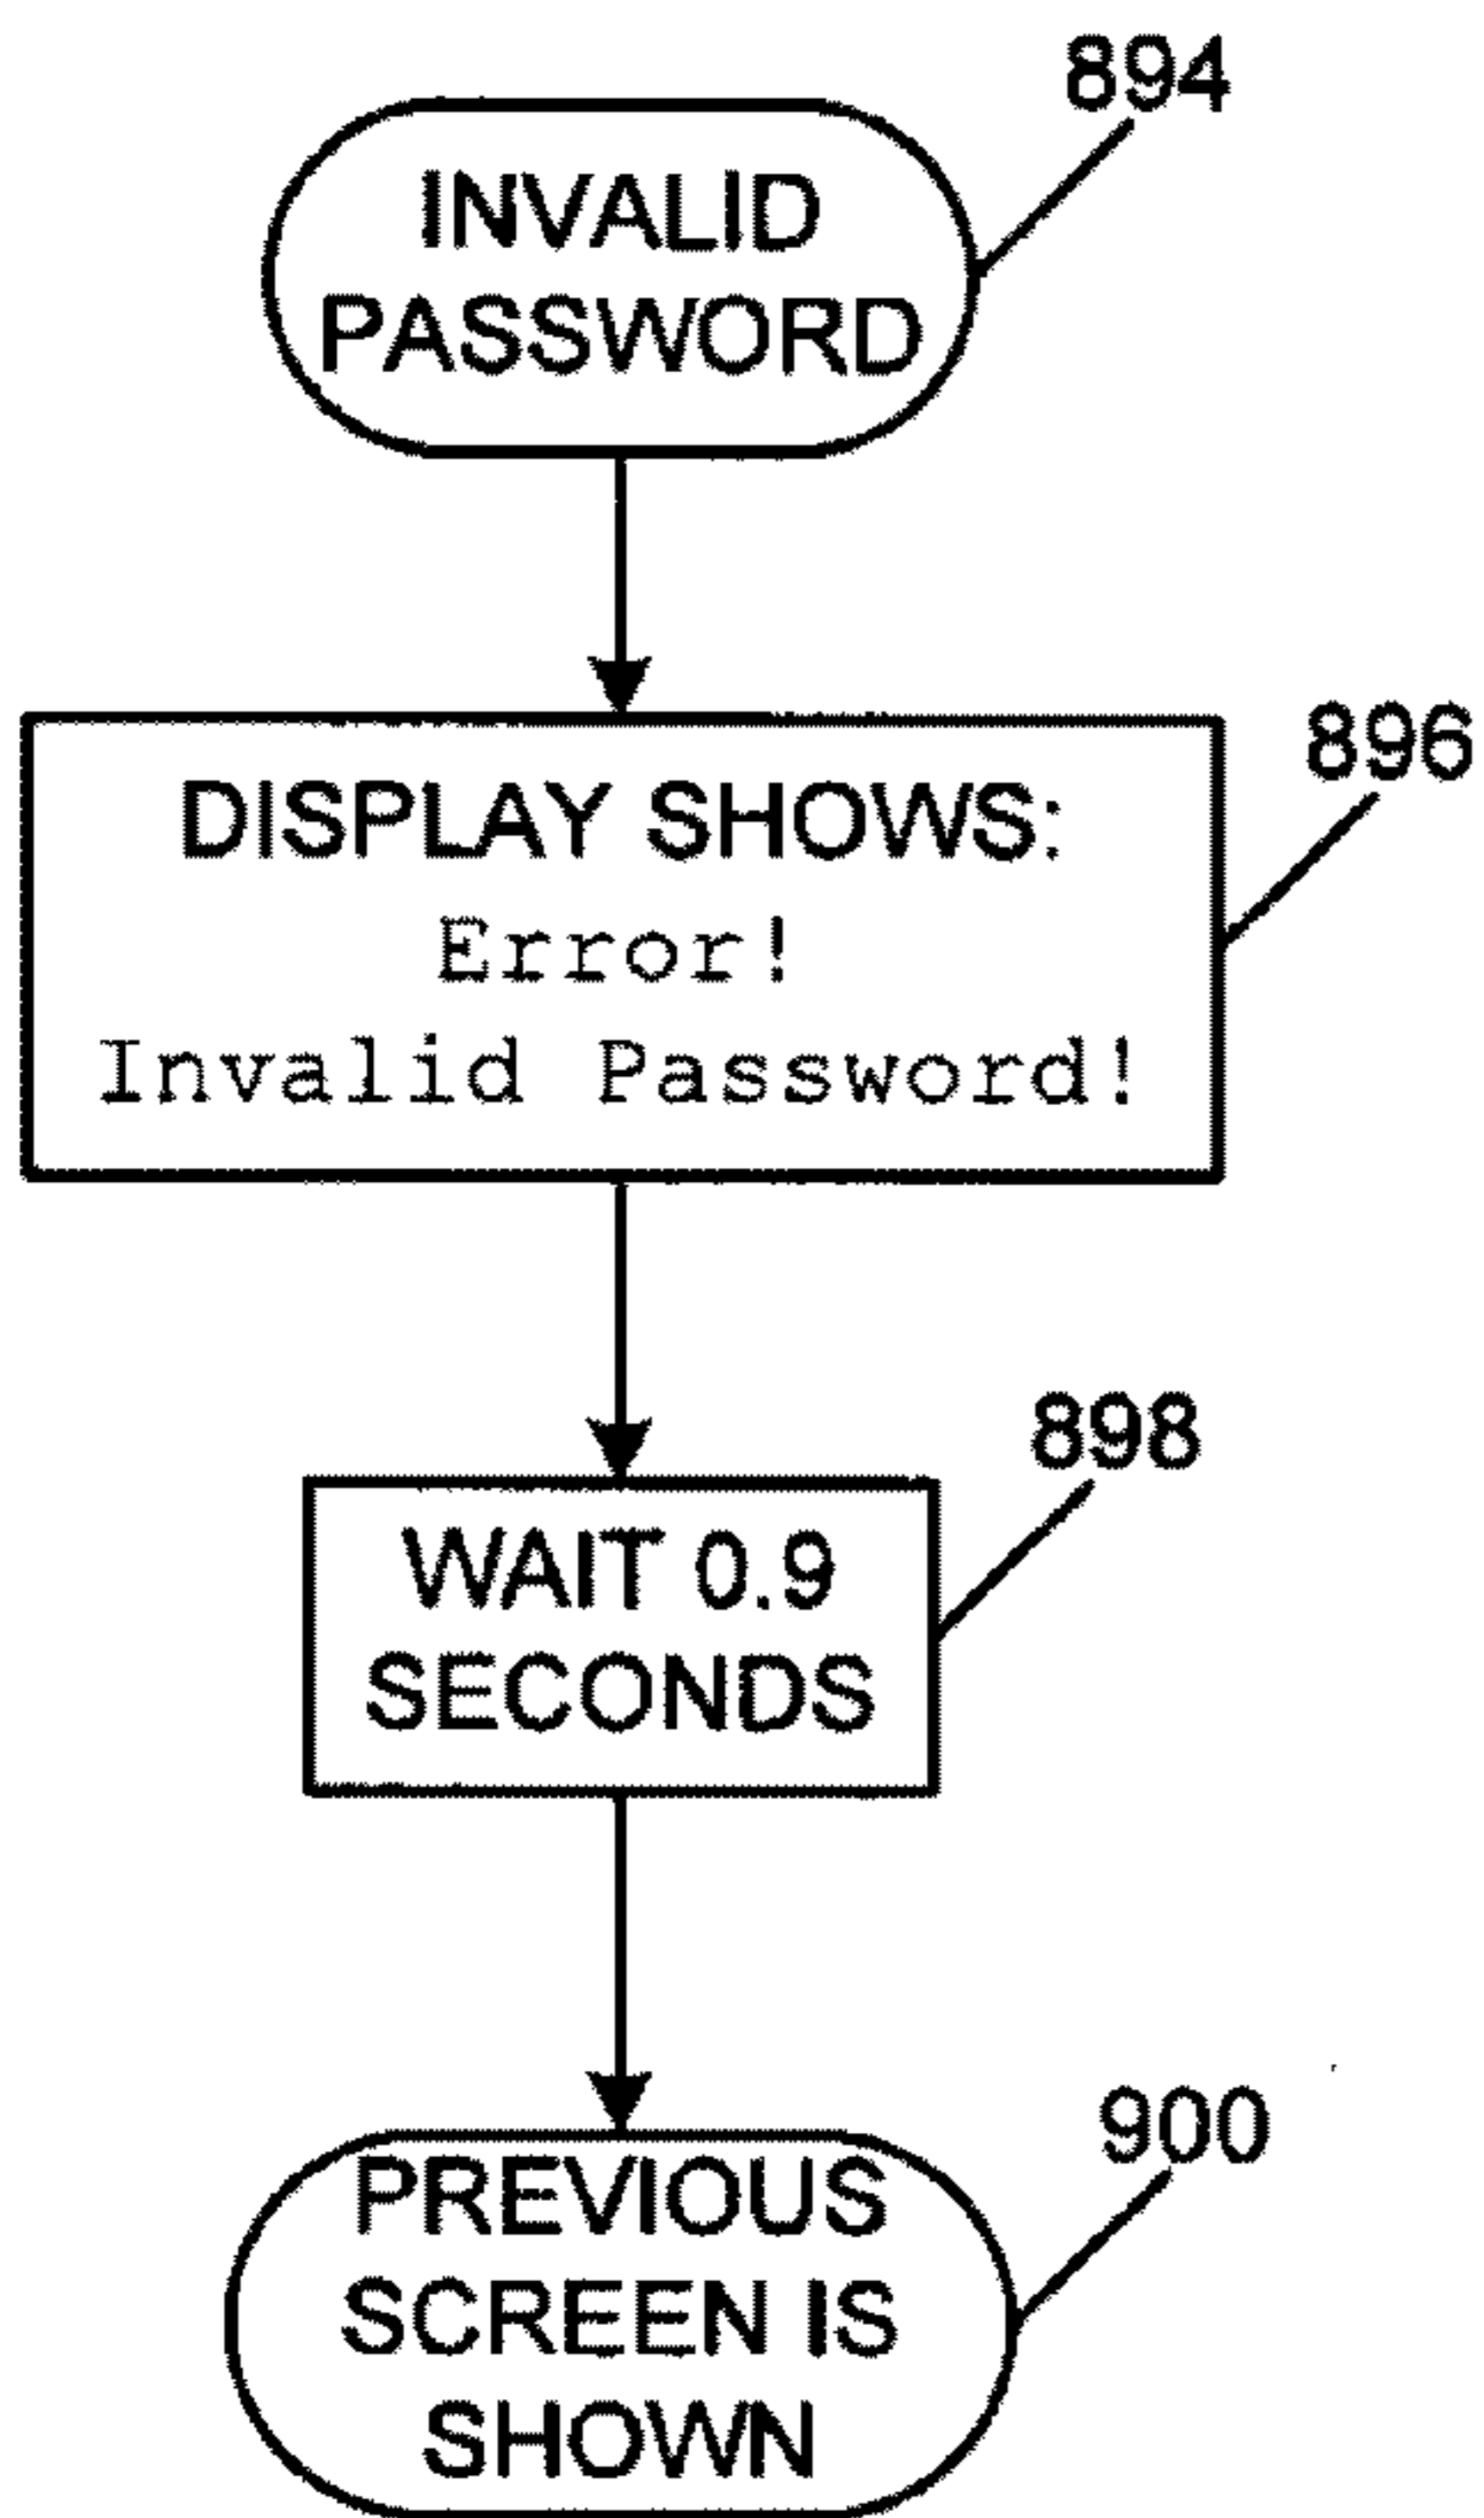 894
INVALID
PASSWORD
896
DISPLAY SHOWS:
Error!
Invalid Password!
898
WAIT 0.9
SECONDS
900
PREVIOUS
SCREEN IS
SHOWN